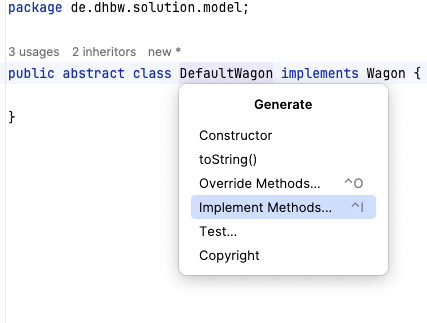 package de.dhbw.solution.model;
3 usages 2 inheritors new *
public abstract class DefaultWagon implements Wagon {
}
Generate
Constructor
toString()
Override Methods... ^O
Implement Methods... ^I
Test...
Copyright